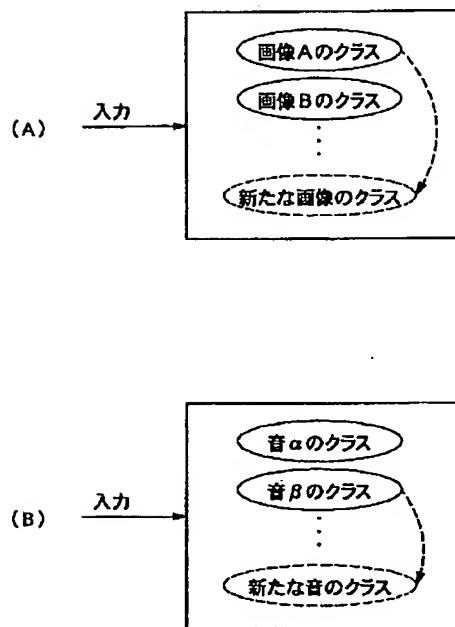 画像Aのクラス
画像Bのクラス
(A)
入力
新たな画像のクラス
音αのクラス
音βのクラス
(B)
入力
新たな音のクラス